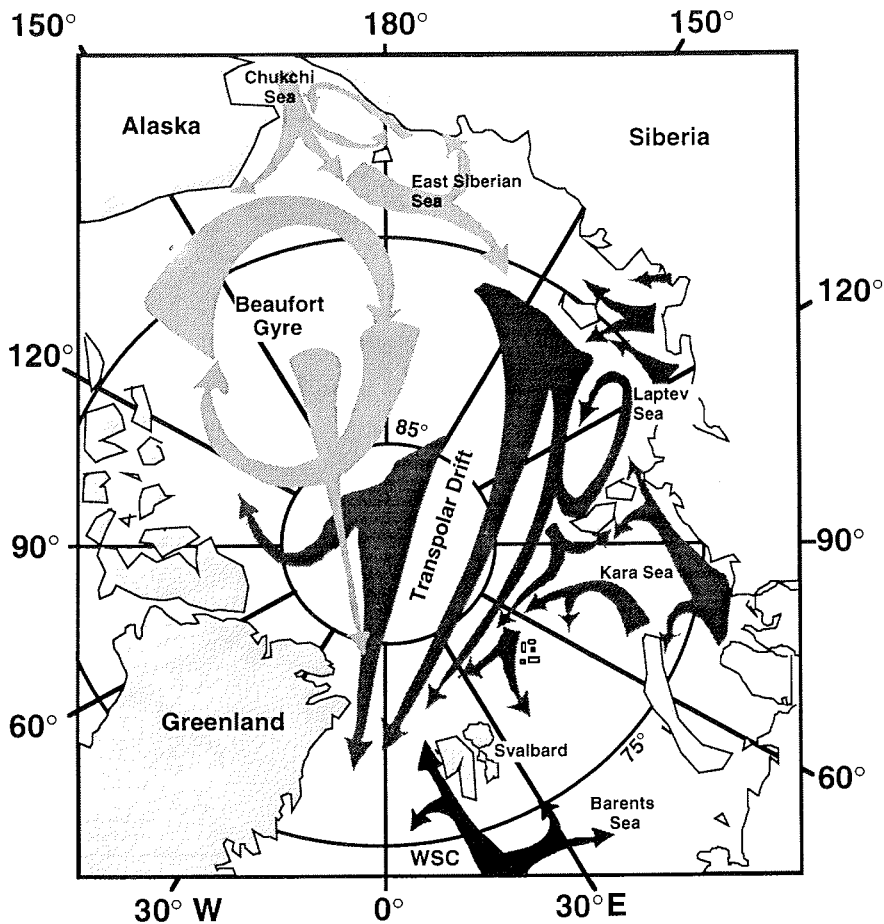 150°
180°
150°
Chukchi
Sea
Alaska
Siberia
East Siberian
Sea
120°
Beaufort
Gyre
120°
Laptev
Sea
85°
Transpolar Drift
90°
90°
Kara Sea
60°
Greenland
Svalbard
75°
60°
Barents
Sea
WSC
30° W
0°
30°E